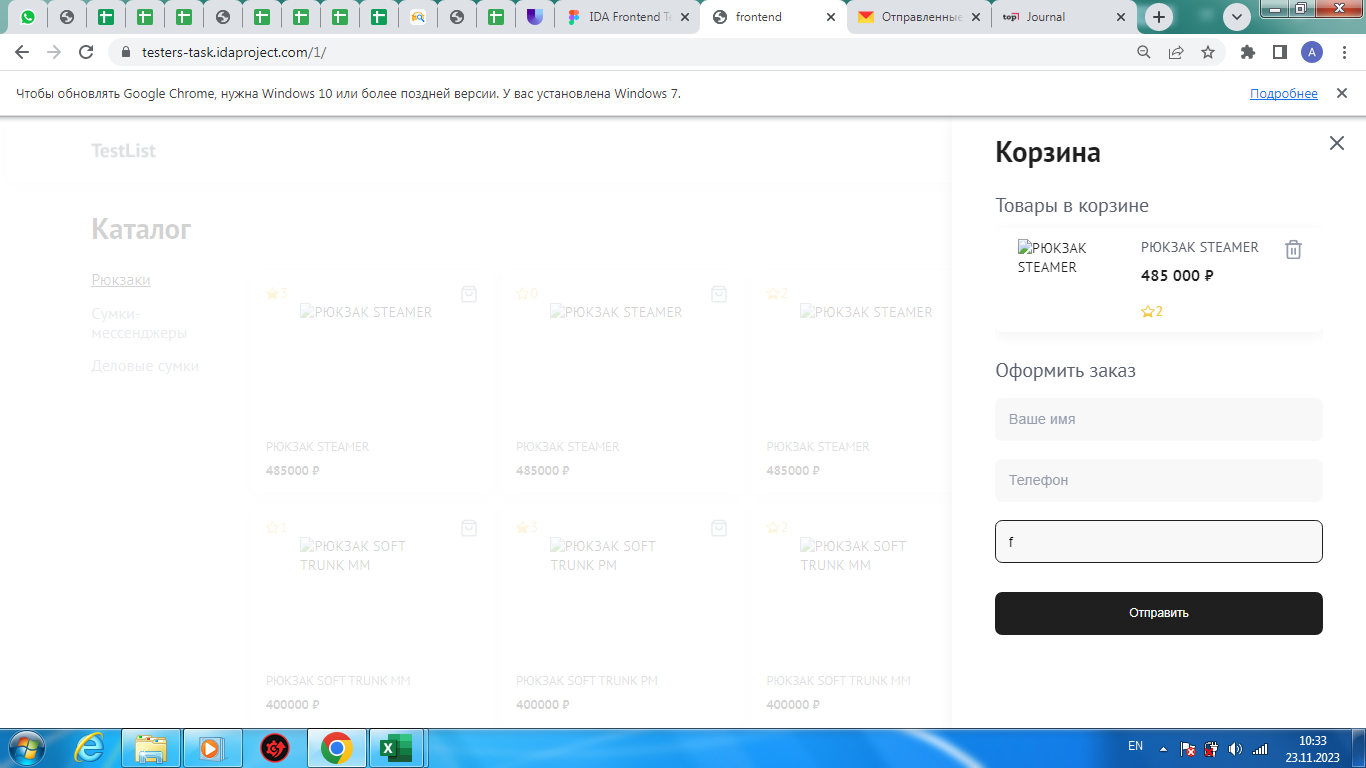 IDA Frontend Te
frontend
Отправленные
top Journal
testers-task.idaproject.com/1/
A
Чтобы обновлять Google Chrome, нужна Windows 10 или более поздней версии. У вас установлена Windows 7.
Подробнее
TestList
Каталог
Рюкзаки
Сумки-
мессенджеры
Деловые сумки
3
РЮКЗАК STEAMER
РЮКЗАК STEAMER
485000 ₽
0
РЮКЗАК STEAMER
РЮКЗАК STEAMER
485000 ₽
2
РЮКЗАК STEAMER
РЮКЗАК STEAMER
485000 ₽
1
РЮКЗАК SOFT
TRUNK MM
РЮКЗАК SOFT TRUNK MM
400000 ₽
3
РЮКЗАК SOFT
TRUNK PM
РЮКЗАК SOFT TRUNK PM
400000 ₽
2
РЮКЗАК SOFT
TRUNK MM
РЮКЗАК SOFT TRUNK MM
400000 ₽
Корзина
Товары в корзине
РЮКЗАК
STEAMER
РЮКЗАК STEAMER
485 000 ₽
2
Оформить заказ
Ваше имя
Телефон
f
Отправить
EN
10:33
23.11.2023